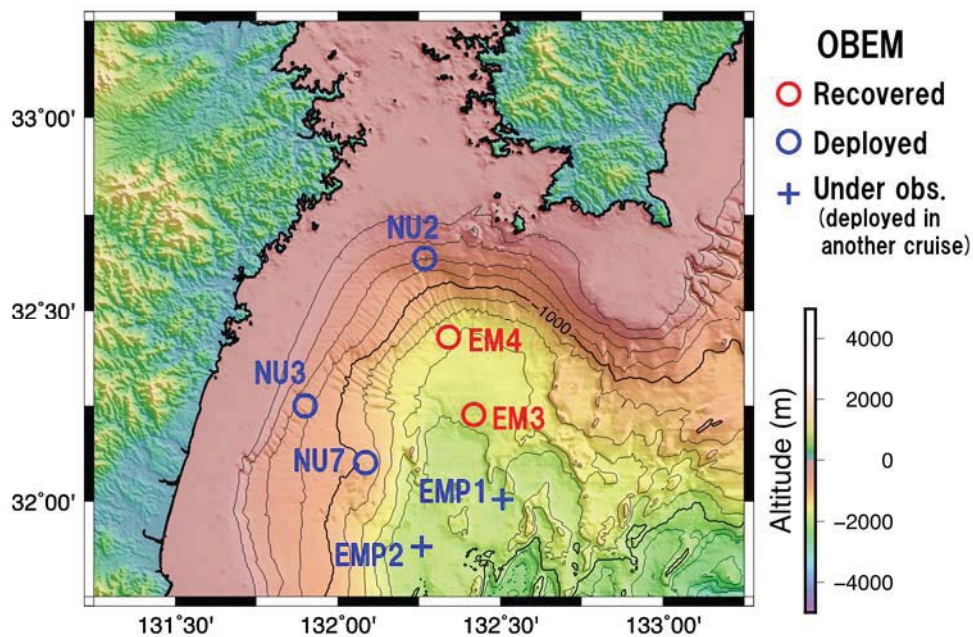 33°00'
32°30'
32°00'
131°30'
132°00'
132°30'
133°00'
NU2
1000
EM4
NU3
EM3
NU7
EMP1
EMP2
OBEM
Recovered
Deployed
Under obs.
(deployed in
another cruise)
Altitude (m)
4000
2000
0
−2000
−4000